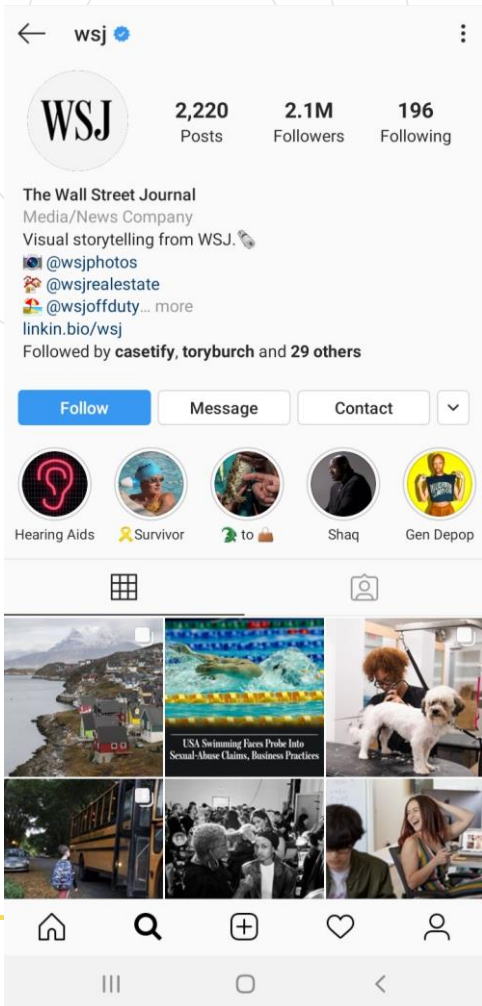 wsj
WSJ
2,220 2.1M 196
Posts Followers Following
The Wall Street Journal
Media/News Company
Visual storytelling from WSJ.🗞️
📷 @wsjphotos
🏘️ @wsjrealestate
🏖️ @wsjoffduty... more
linkin.bio/wsj
Followed by casetify, toryburch and 29 others
Follow Message Contact
Hearing Aids 🎗️Survivor 🐊 to 👜 Shaq Gen Depop
USA Swimming Faces Probe Into
Sexual-Abuse Claims, Business Practices